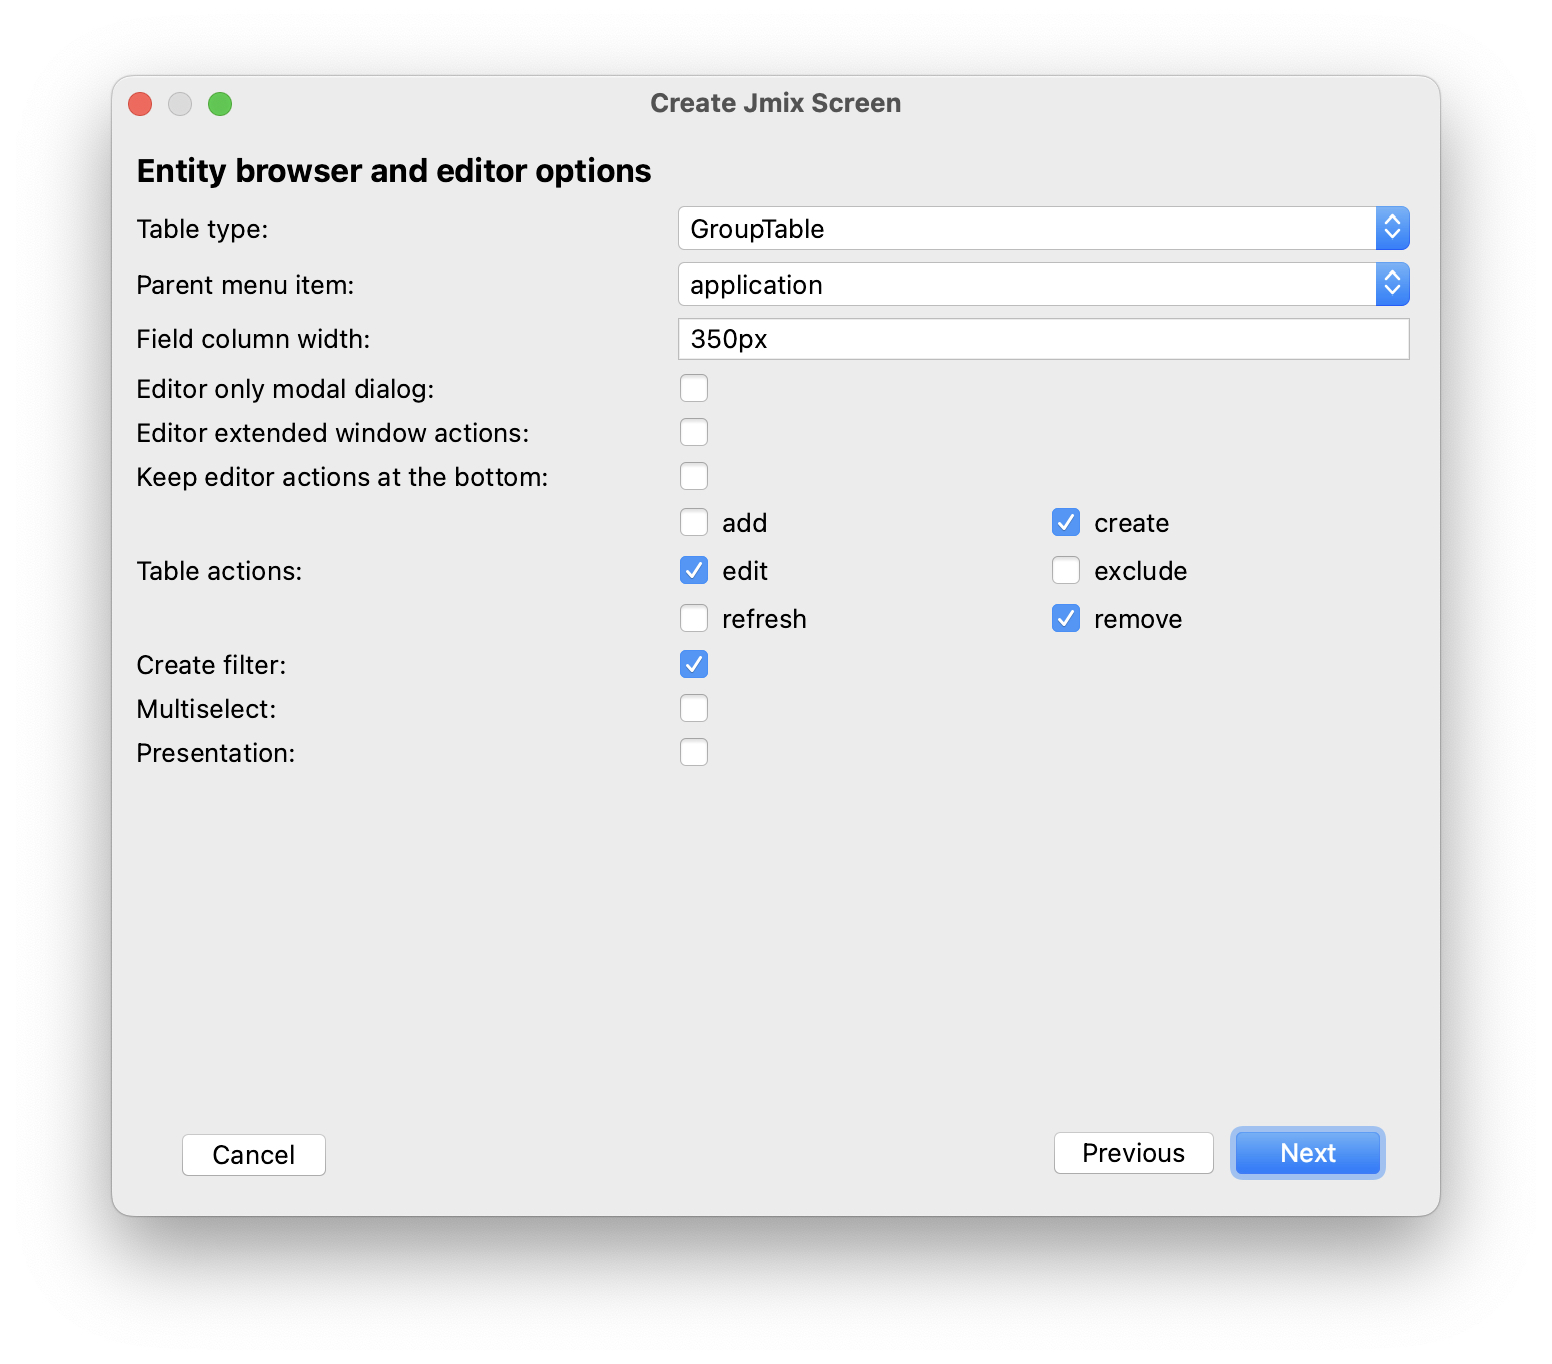 Create Jmix Screen
Entity browser and editor options
Table type: GroupTable
Parent menu item: application
Field column width: 350px
Editor only modal dialog:
Editor extended window actions:
Keep editor actions at the bottom:
add create
Table actions: edit exclude
refresh remove
Create filter:
Multiselect:
Presentation:
Cancel Previous Next